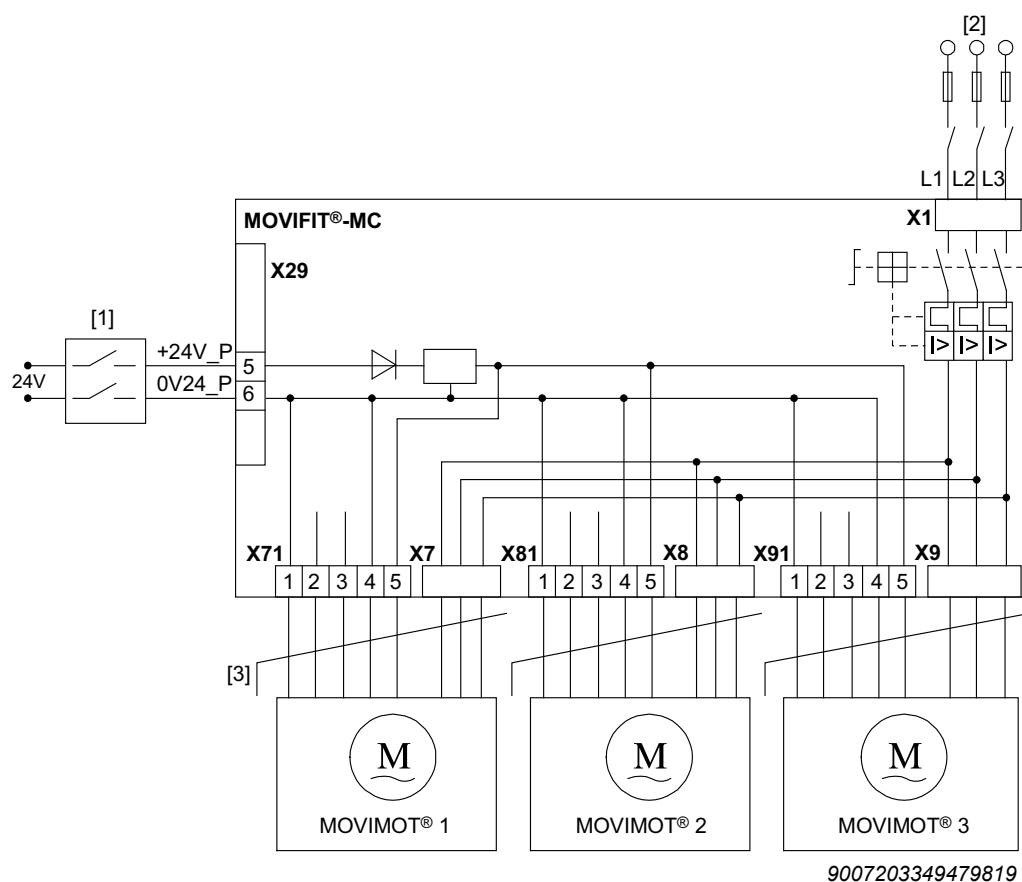 [2]
L1 L2 L3
MOVIFIT®-MC
X1
X29
[1]
+24V_P
5
24V
0V24_P
6
I> I> I>
X71 X7 X81 X8 X91 X9
1 2 3 4 5 1 2 3 4 5 1 2 3 4 5
[3]
M M M
MOVIMOT® 1 MOVIMOT® 2 MOVIMOT® 3
9007203349479819